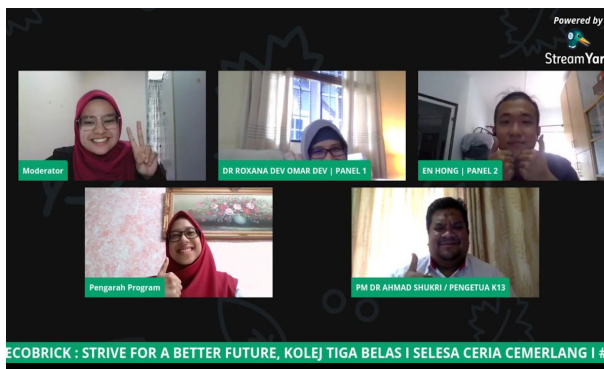 Powered by
StreamYar
Moderator
DR ROXANA DEV OMAR DEV | PANEL 1
EN HONG | PANEL 2
Pengarah Program
PM DR AHMAD SHUKRI / PENGETUA K13
ECOBRICK : STRIVE FOR A BETTER FUTURE, KOLEJ TIGA BELAS I SELESA CERIA CEMERLANG I #